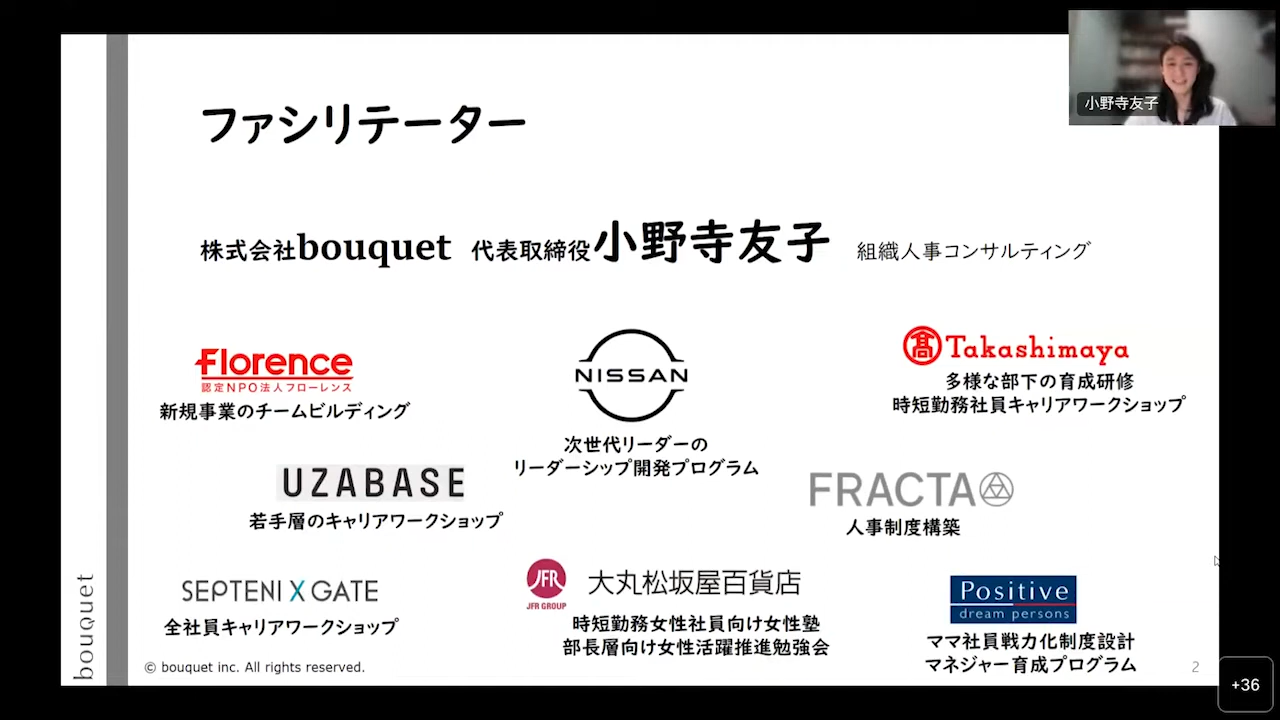 ファシリテーター
株式会社bouquet 代表取締役小野寺友子 組織人事コンサルティング
Florence
認定NPO法人フローレンス
新規事業のチームビルディング
NISSAN
次世代リーダーの
リーダーシップ開発プログラム
髙 Takashimaya
多様な部下の育成研修
時短勤務社員キャリアワークショップ
UZABASE
若手層のキャリアワークショップ
FRACTA
人事制度構築
SEPTENI X GATE
全社員キャリアワークショップ
JFR
JFR GROUP
大丸松坂屋百貨店
時短勤務女性社員向け女性塾
部長層向け女性活躍推進勉強会
Positive
dream persons
ママ社員戦力化制度設計
マネジャー育成プログラム
bouquet
© bouquet inc. All rights reserved.
2
小野寺友子
+36